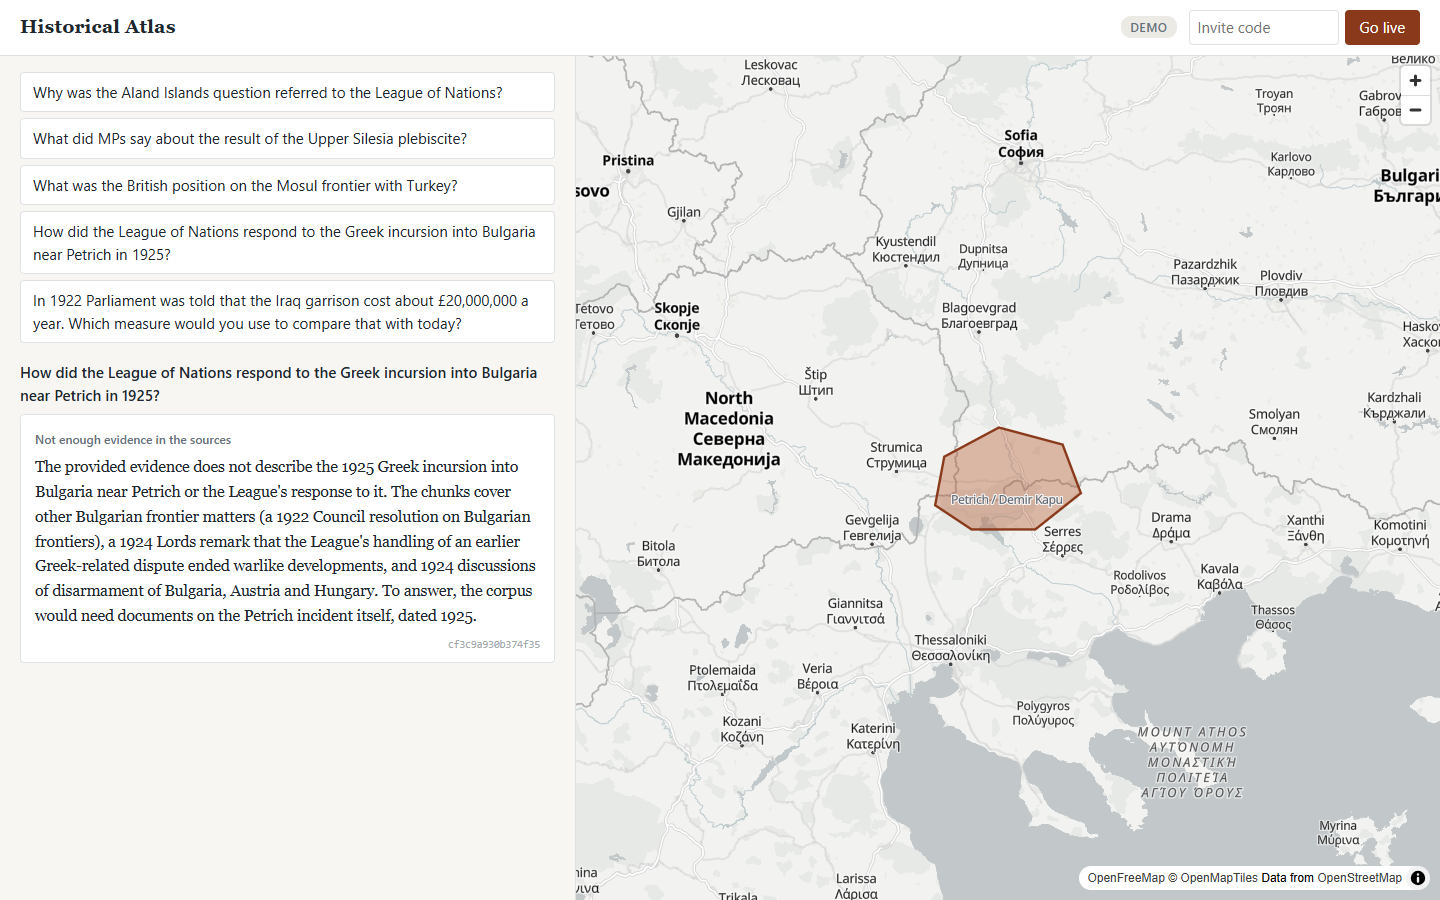 Historical Atlas
DEMO
Invite code
Go live
Why was the Aland Islands question referred to the League of Nations?
What did MPs say about the result of the Upper Silesia plebiscite?
What was the British position on the Mosul frontier with Turkey?
How did the League of Nations respond to the Greek incursion into Bulgaria
near Petrich in 1925?
In 1922 Parliament was told that the Iraq garrison cost about £20,000,000 a
year. Which measure would you use to compare that with today?
How did the League of Nations respond to the Greek incursion into Bulgaria
near Petrich in 1925?
Not enough evidence in the sources
The provided evidence does not describe the 1925 Greek incursion into
Bulgaria near Petrich or the League's response to it. The chunks cover
other Bulgarian frontier matters (a 1922 Council resolution on Bulgarian
frontiers), a 1924 Lords remark that the League's handling of an earlier
Greek-related dispute ended warlike developments, and 1924 discussions
of disarmament of Bulgaria, Austria and Hungary. To answer, the corpus
would need documents on the Petrich incident itself, dated 1925.
cf3c9a930b374f35
Leskovac
Лесковац
Велико
+
−
Troyan
Троян
Gabrov
Габров
Sofia
София
Pristina
sovo
Karlovo
Карлово
Bulgari
Българи
Gjilan
Kyustendil
Кюстендил
Dupnitsa
Дупница
Pazardzhik
Пазарджик
Plovdiv
Пловдив
Tetovo
Тетово
Skopje
Скопје
Blagoevgrad
Благоевград
Hasko
Хаско
Štip
Штип
North
Macedonia
Северна
Македонија
Kardzhali
Кърджали
Smolyan
Смолян
Strumica
Струмица
Petrich / Demir Kapu
Gevgelija
Гевгелија
Serres
Σέρρες
Drama
Δράμα
Xanthi
Ξάνθη
Komotini
Κομοτηνή
Bitola
Битола
Rodolivos
Ροδολίβος
Kavala
Καβάλα
Giannitsa
Γιαννιτσά
Thassos
Θάσος
Thessaloniki
Θεσσαλονίκη
Ptolemaida
Πτολεμαΐδα
Veria
Βέροια
Polygyros
Πολύγυρος
Kozani
Κοζάνη
Katerini
Κατερίνη
MOUNT ATHOS
ΑΥΤΌΝΟΜΗ
ΜΟΝΑΣΤΙΚΉ
ΠΟΛΙΤΕΊΑ
ΑΓΊΟΥ ΌΡΟΥΣ
Myrina
Μύρινα
Larissa
Λάρισα
Trikala
OpenFreeMap © OpenMapTiles Data from OpenStreetMap